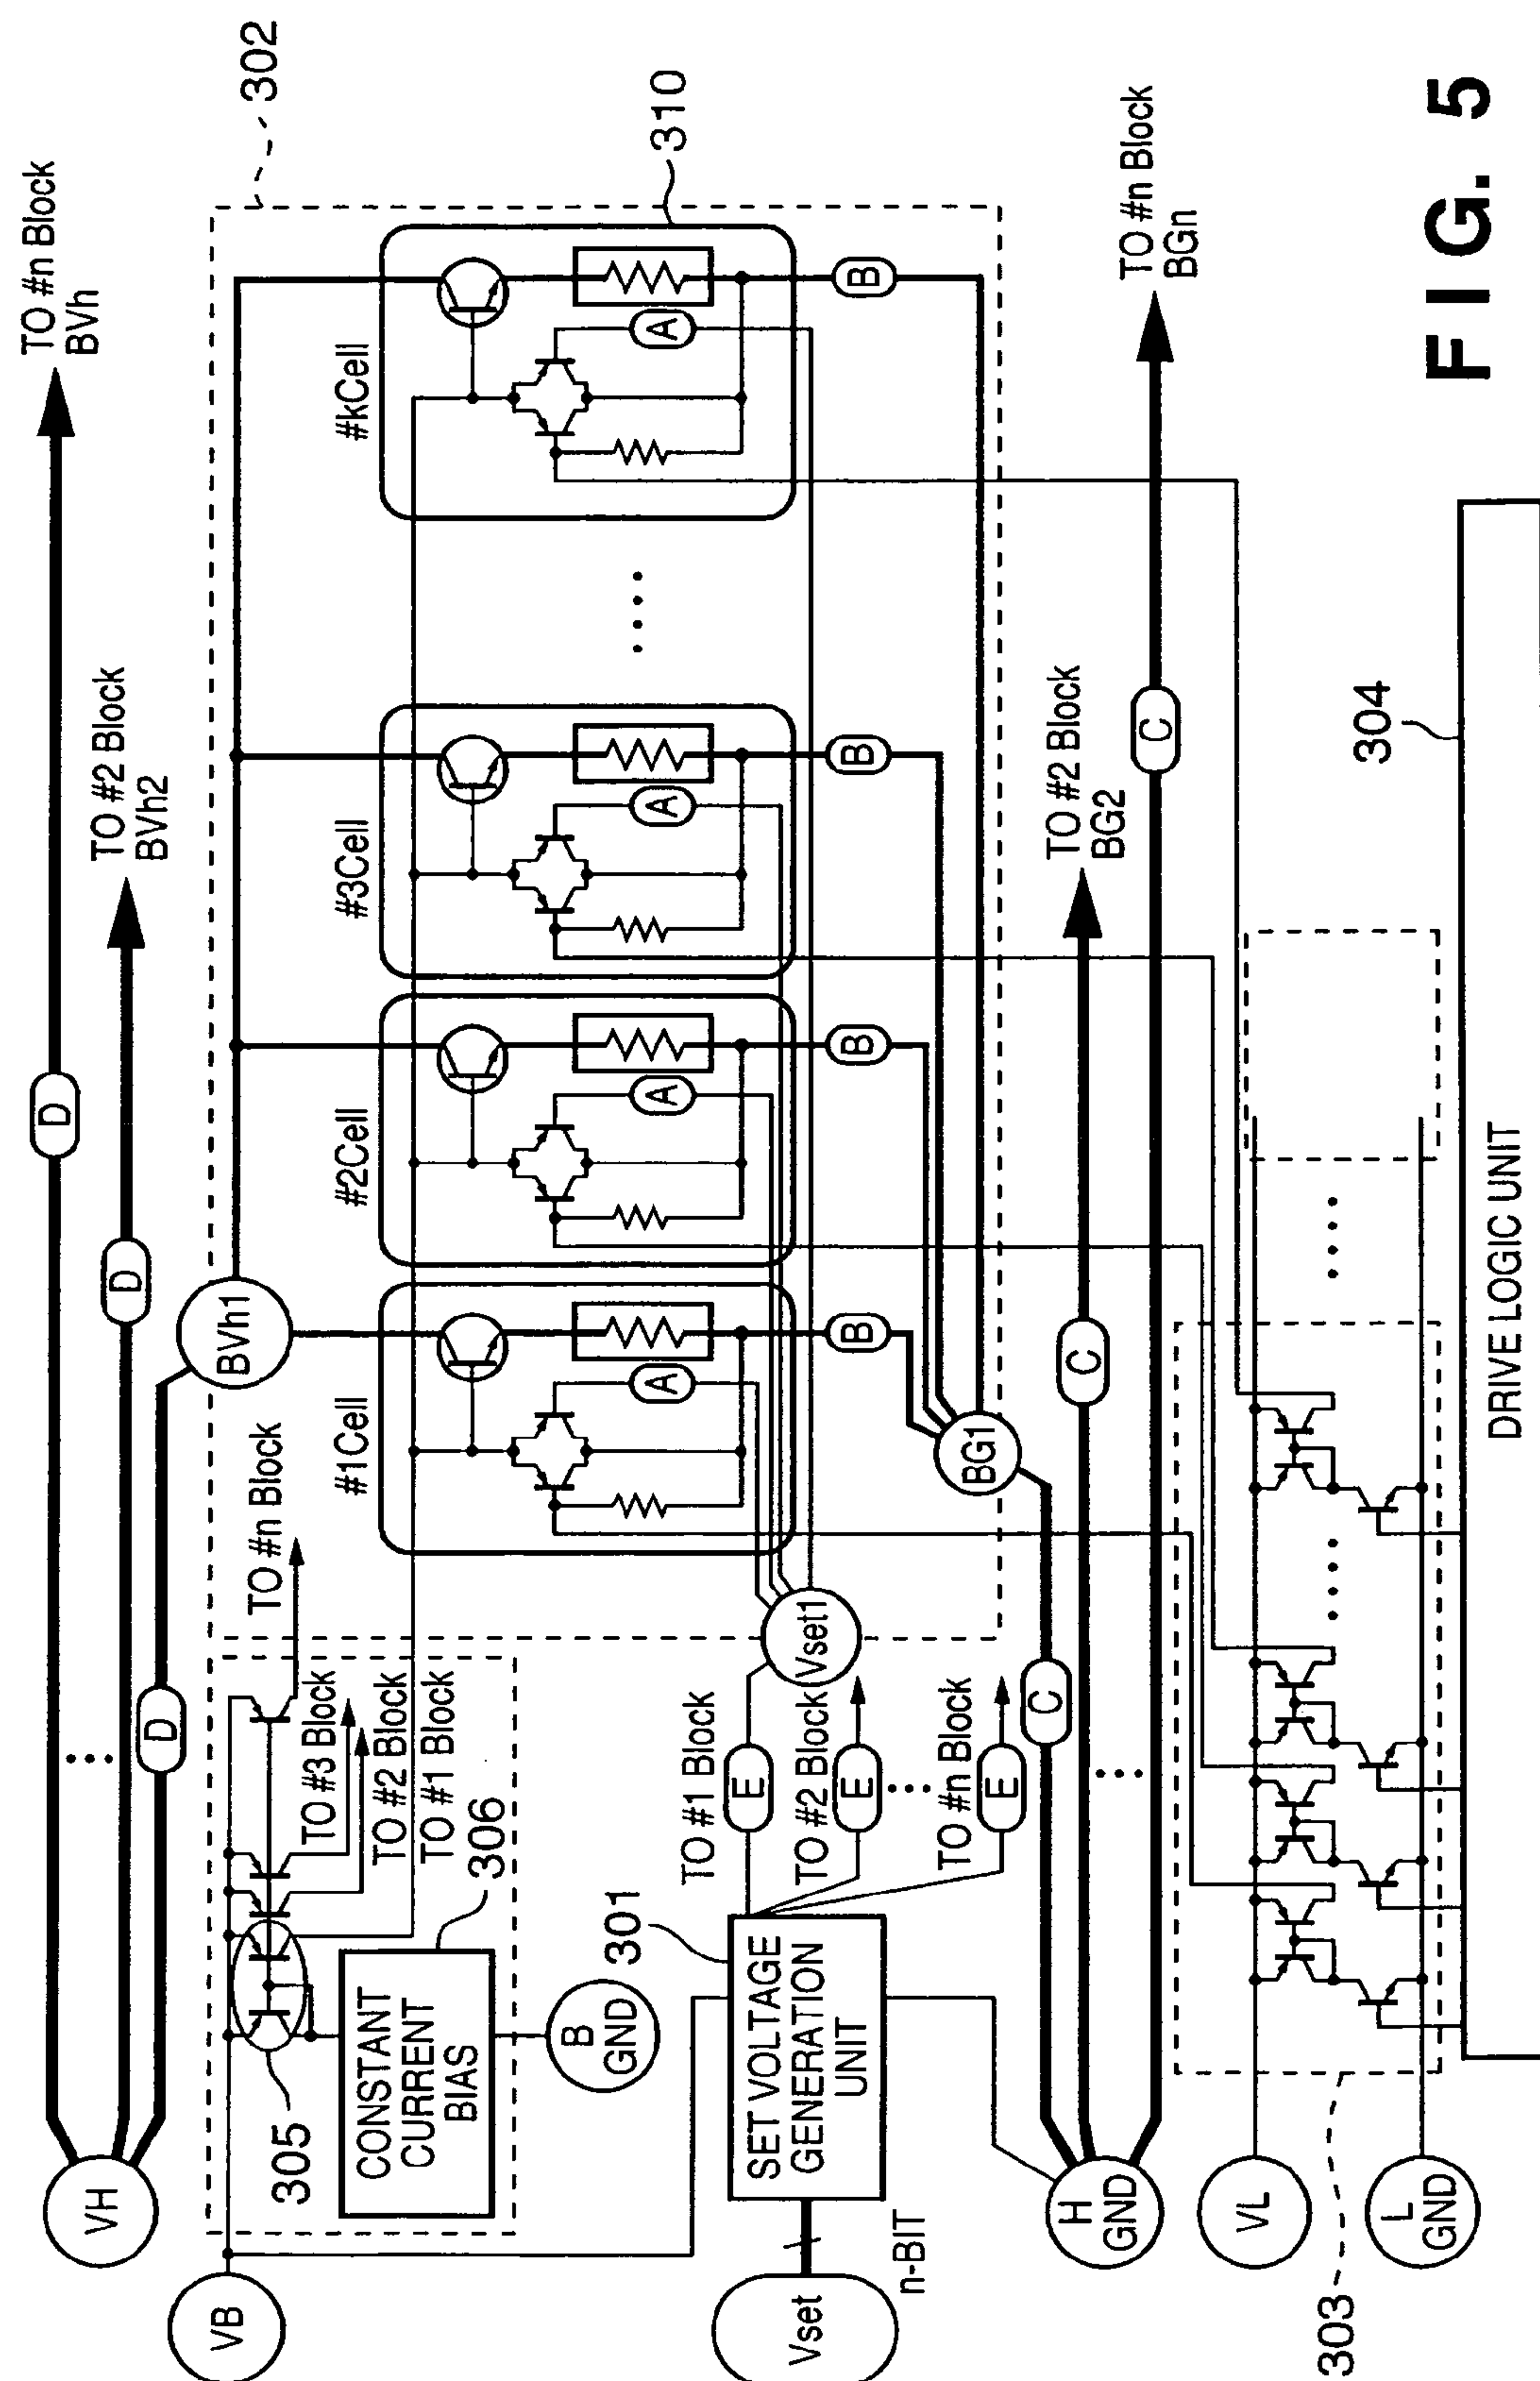 TO #n Block
BVh
D
TO #2 Block
BVh2
D
D
VH
302
BVh1
TO #n Block
TO #3 Block
TO #2 Block
TO #1 Block
306
305
CONSTANT
CURRENT
BIAS
VB
B
GND
310
#1Cell
#2Cell
#3Cell
#kCell
A
A
A
A
B
B
B
B
301
SET VOLTAGE
GENERATION
UNIT
Vset
n-BIT
TO #1 Block
E
TO #2 Block
E
TO #n Block
E
Vset1
BG1
C
TO #2 Block
BG2
C
TO #n Block
BGn
C
H
GND
VL
L
GND
303
304
DRIVE LOGIC UNIT
FIG. 5